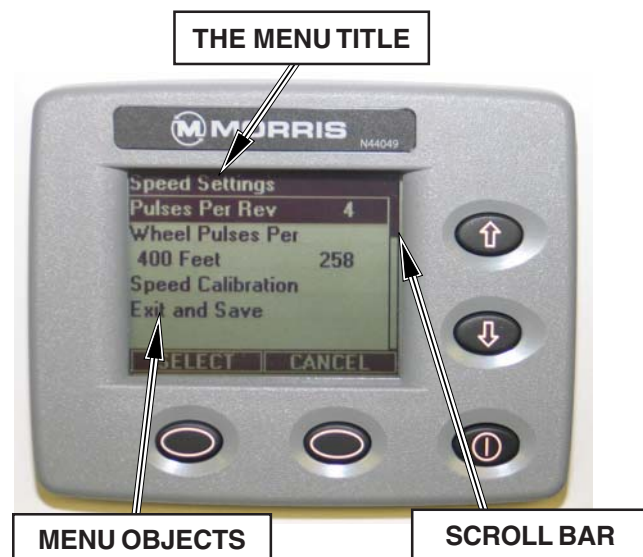 THE MENU TITLE
MORRIS
N44049
Speed Settings
Pulses Per Rev 4
Wheel Pulses Per
400 Feet 258
Speed Calibration
Exit and Save
SELECT CANCEL
MENU OBJECTS
SCROLL BAR